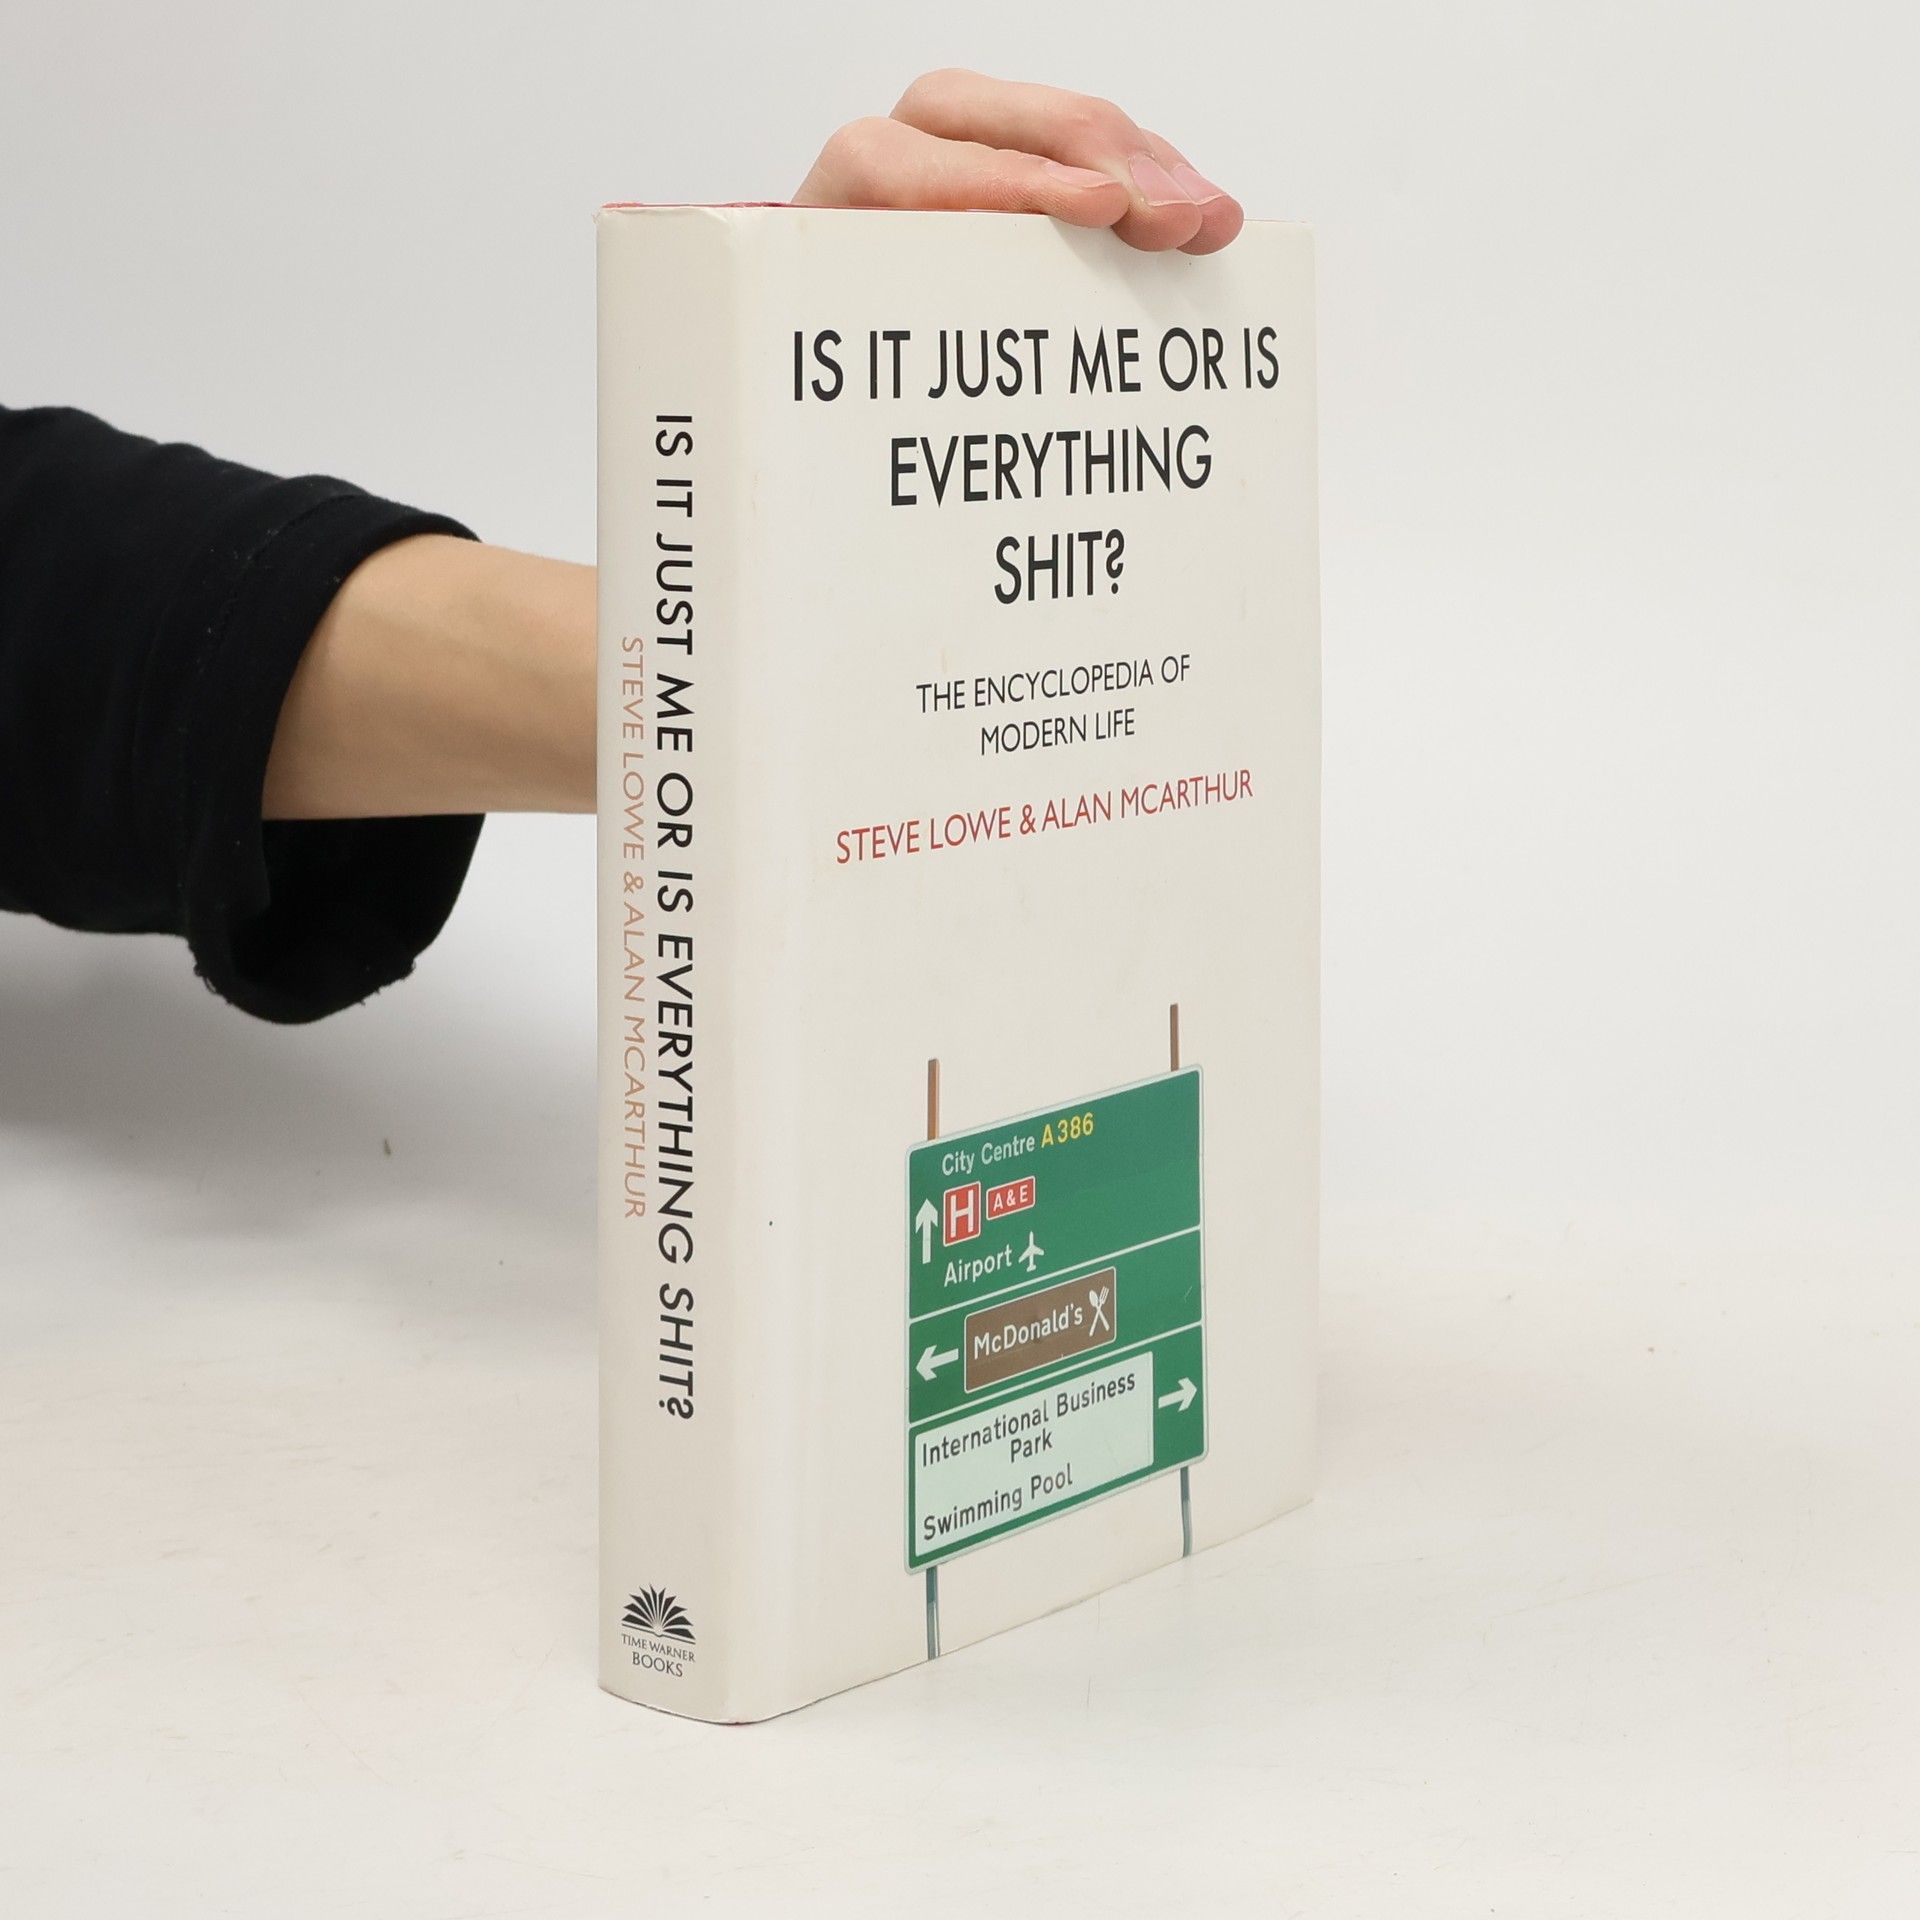 IS IT JUST ME OR IS EVERYTHING SHIT?
STEVE LOWE & ALAN MCARTHUR
TIME WARNER
BOOKS
IS IT JUST ME OR IS
EVERYTHING
SHIT?
THE ENCYCLOPEDIA OF
MODERN LIFE
STEVE LOWE & ALAN MCARTHUR
City Centre A386
H A&E
Airport
McDonald's
International Business
Park
Swimming Pool